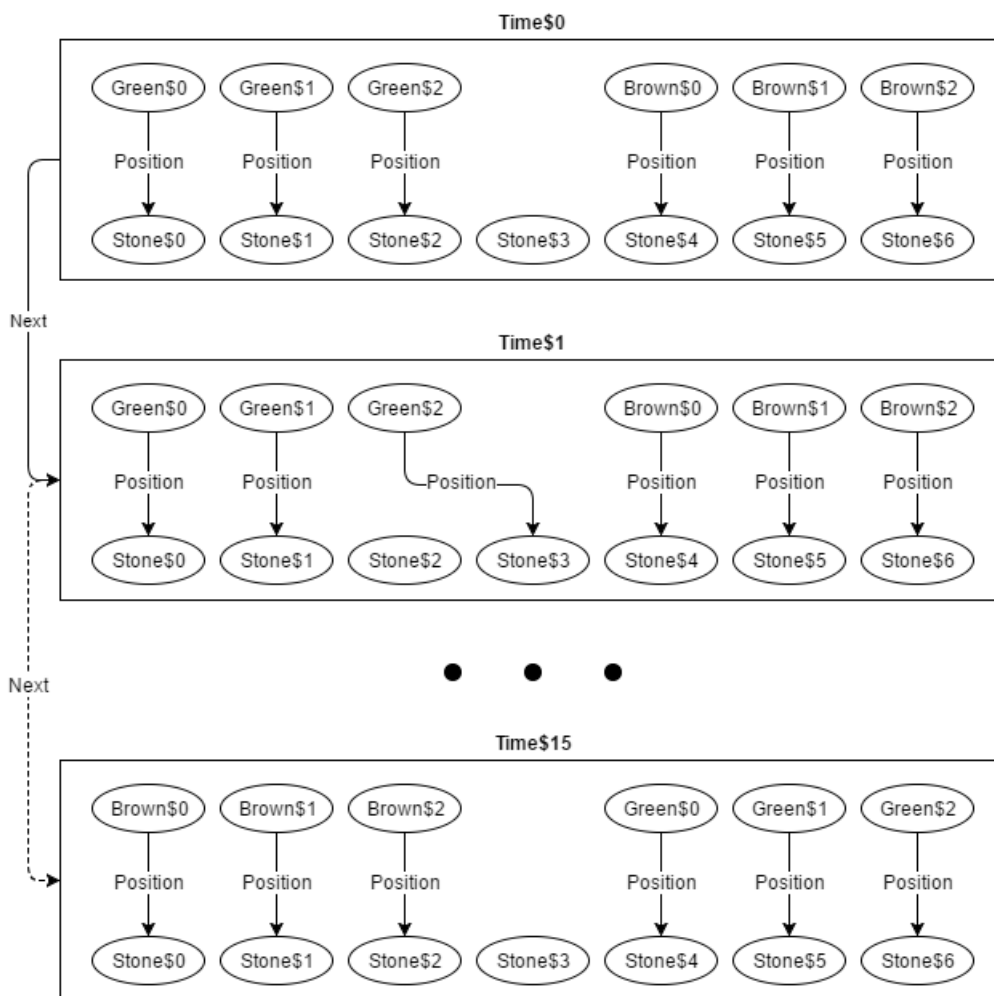 Time$0
Green$0 Green$1 Green$2 Brown$0 Brown$1 Brown$2
Position Position Position Position Position Position
Stone$0 Stone$1 Stone$2 Stone$3 Stone$4 Stone$5 Stone$6
Next
Time$1
Green$0 Green$1 Green$2 Brown$0 Brown$1 Brown$2
Position Position Position Position Position Position
Stone$0 Stone$1 Stone$2 Stone$3 Stone$4 Stone$5 Stone$6
Next
Time$15
Brown$0 Brown$1 Brown$2 Green$0 Green$1 Green$2
Position Position Position Position Position Position
Stone$0 Stone$1 Stone$2 Stone$3 Stone$4 Stone$5 Stone$6